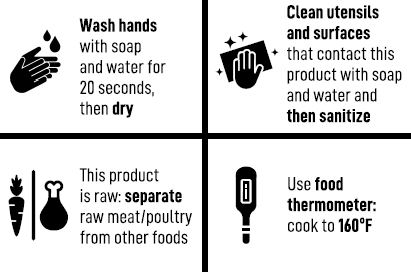 Wash hands
with soap
and water for
20 seconds,
then dry
Clean utensils
and surfaces
that contact this
product with soap
and water and
then sanitize
This product
is raw: separate
raw meat/poultry
from other foods
Use food
thermometer:
cook to 160°F